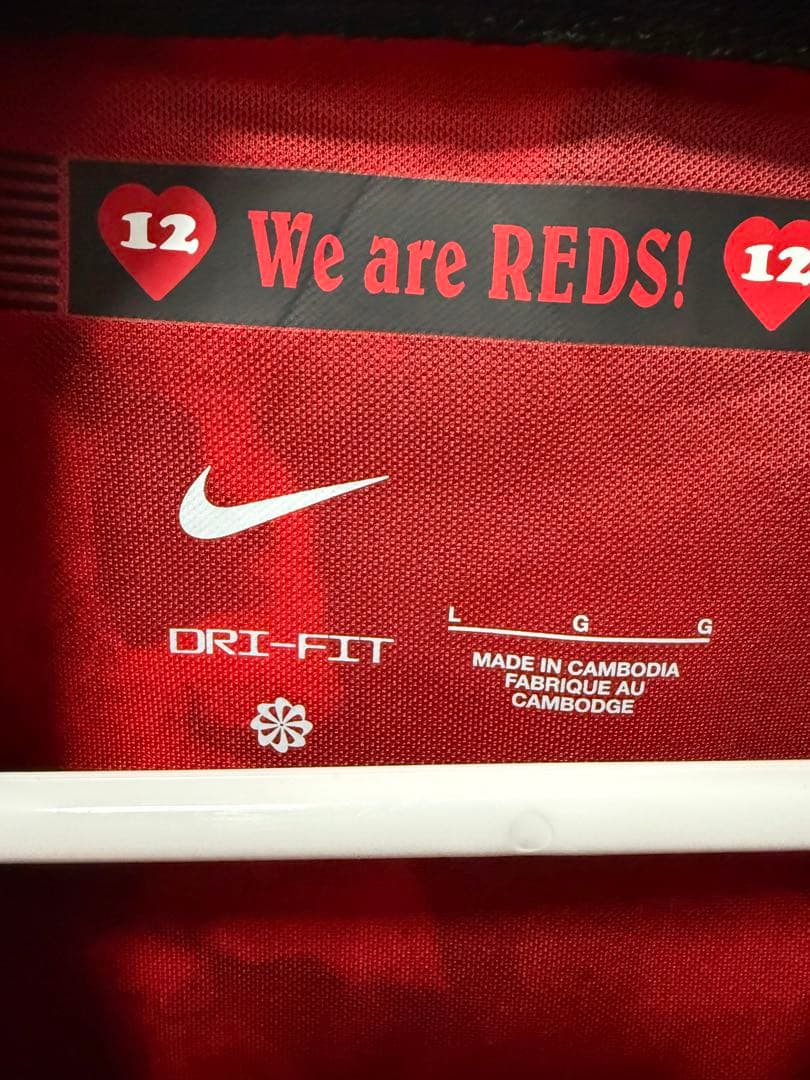 12 We are REDS! 12
DRI-FIT
L G G
MADE IN CAMBODIA
FABRIQUE AU
CAMBODGE